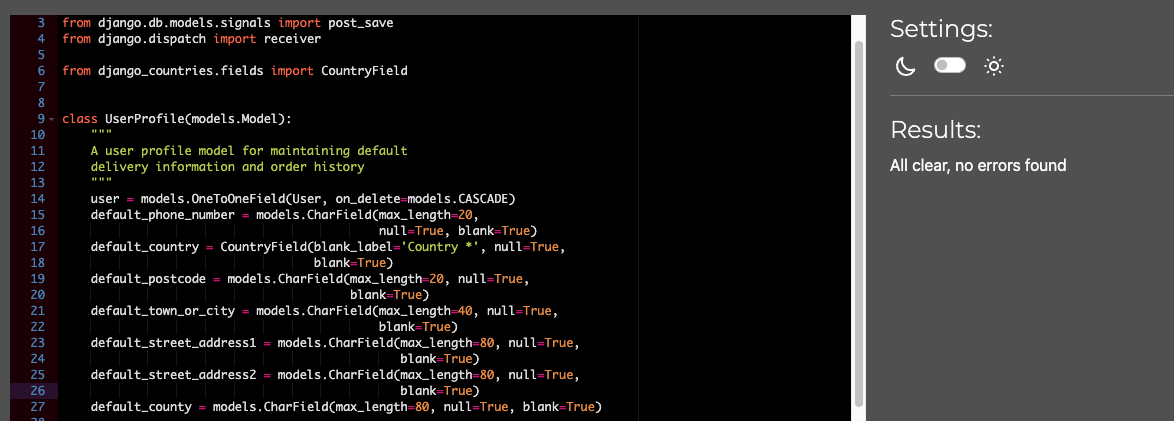 3 from django.db.models.signals import post_save
4 from django.dispatch import receiver
5
6 from django_countries.fields import CountryField
7
8
9 class UserProfile(models.Model):
10 """
11 A user profile model for maintaining default
12 delivery information and order history
13 """
14 user = models.OneToOneField(User, on_delete=models.CASCADE)
15 default_phone_number = models.CharField(max_length=20,
16 null=True, blank=True)
17 default_country = CountryField(blank_label='Country *', null=True,
18 blank=True)
19 default_postcode = models.CharField(max_length=20, null=True,
20 blank=True)
21 default_town_or_city = models.CharField(max_length=40, null=True,
22 blank=True)
23 default_street_address1 = models.CharField(max_length=80, null=True,
24 blank=True)
25 default_street_address2 = models.CharField(max_length=80, null=True,
26 blank=True)
27 default_county = models.CharField(max_length=80, null=True, blank=True)
Settings:
Results:
All clear, no errors found